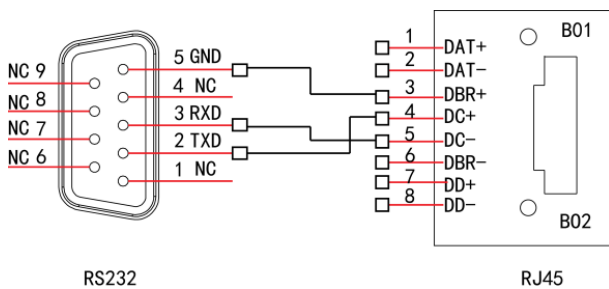 5 GND
NC 9
4 NC
NC 8
3 RXD
NC 7
2 TXD
NC 6
1 NC
RS232
1 DAT+
2 DAT-
3 DBR+
4 DC+
5 DC-
6 DBR-
7 DD+
8 DD-
B01
B02
RJ45